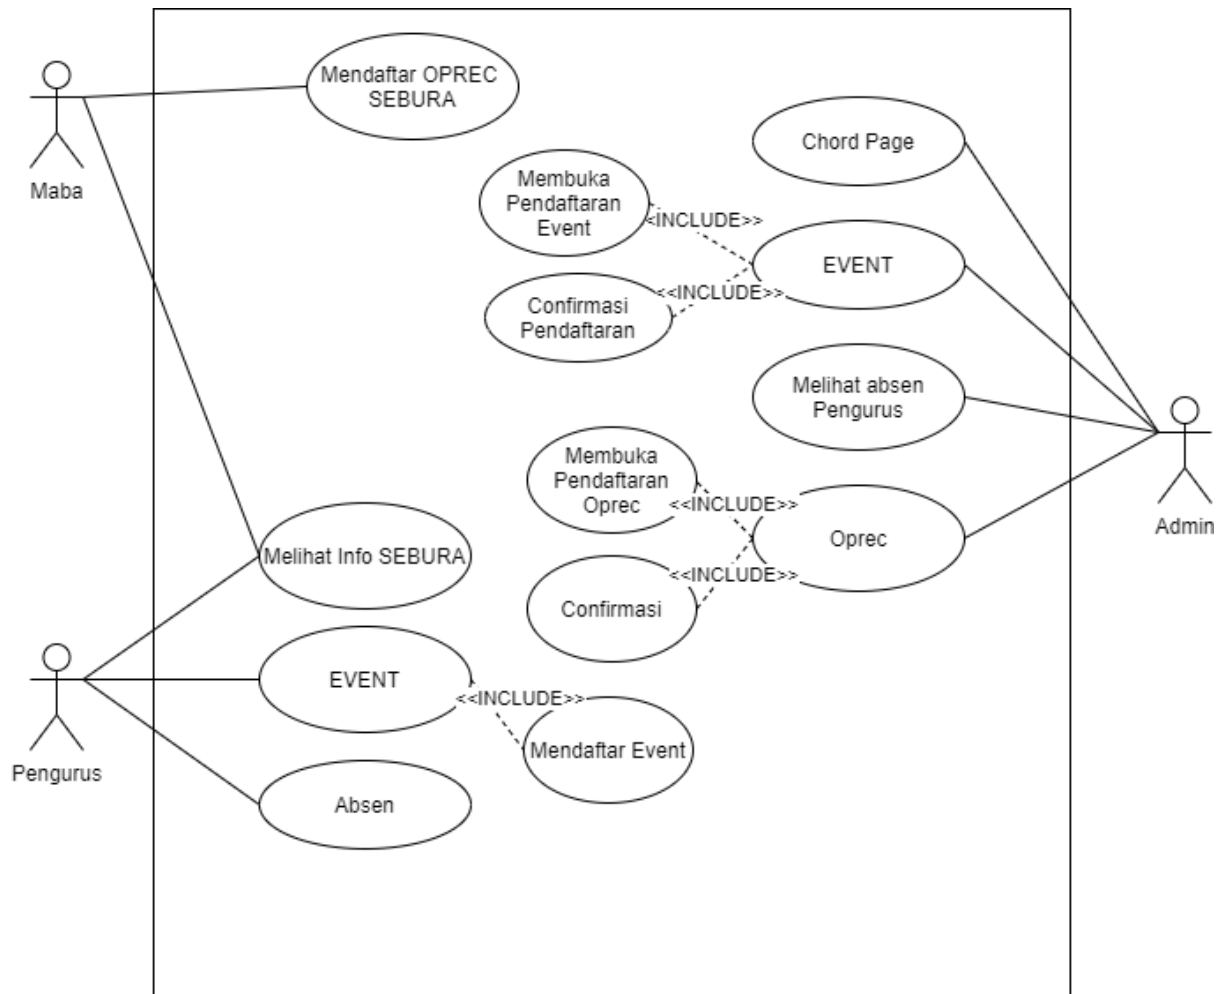 Mendaftar OPREC
SEBURA
Maba
Chord Page
Membuka
Pendaftaran
Event
<INCLUDE>>
EVENT
<<INCLUDE>>
Confirmasi
Pendaftaran
Melihat absen
Pengurus
Membuka
Pendaftaran
Oprec
<<INCLUDE>>
Oprec
Admin
Melihat Info SEBURA
<<INCLUDE>>
Confirmasi
EVENT
<<INCLUDE>>
Mendaftar Event
Pengurus
Absen